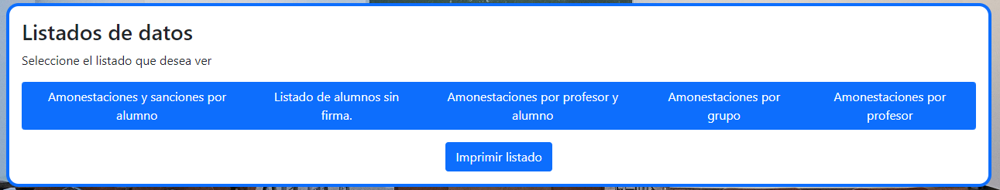 Listados de datos
Seleccione el listado que desea ver
Amonestaciones y sanciones por
alumno
Listado de alumnos sin
firma.
Amonestaciones por profesor y
alumno
Amonestaciones por
grupo
Amonestaciones por
profesor
Imprimir listado